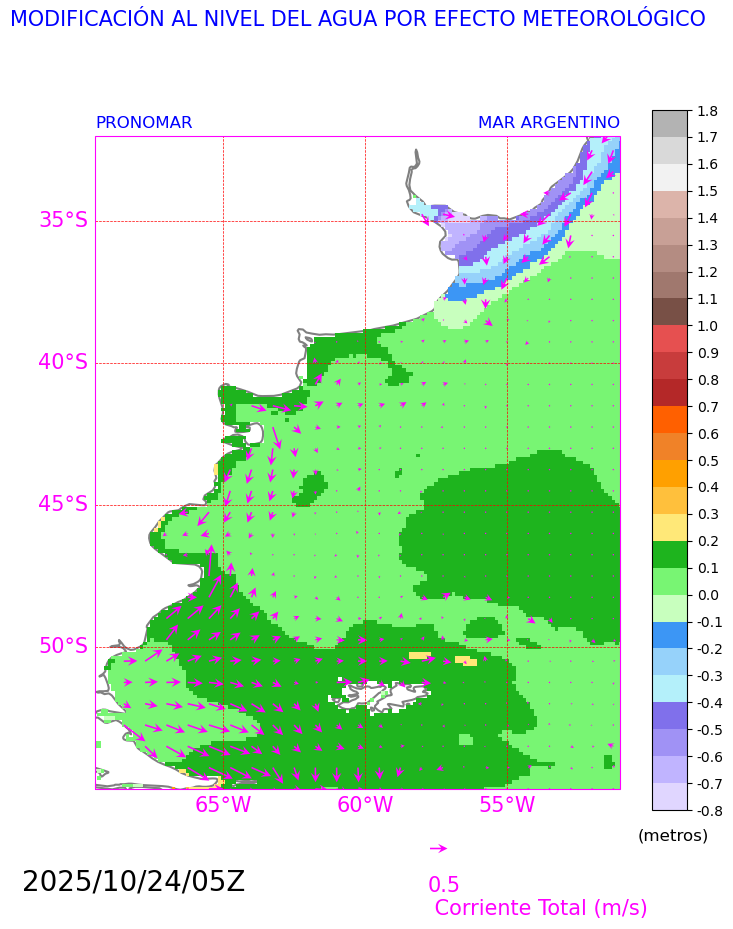 MODIFICACIÓN AL NIVEL DEL AGUA POR EFECTO METEOROLÓGICO
PRONOMAR
MAR ARGENTINO
35°S
40°S
45°S
50°S
65°W
60°W
55°W
1.8
1.7
1.6
1.5
1.4
1.3
1.2
1.1
1.0
0.9
0.8
0.7
0.6
0.5
0.4
0.3
0.2
0.1
0.0
-0.1
-0.2
-0.3
-0.4
-0.5
-0.6
-0.7
-0.8
(metros)
2025/10/24/05Z
0.5
Corriente Total (m/s)